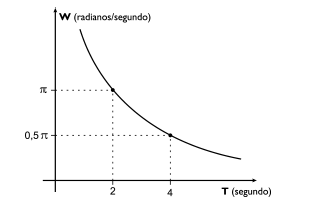 W (radianos/segundo)
π
0,5 π
2
4
T (segundo)